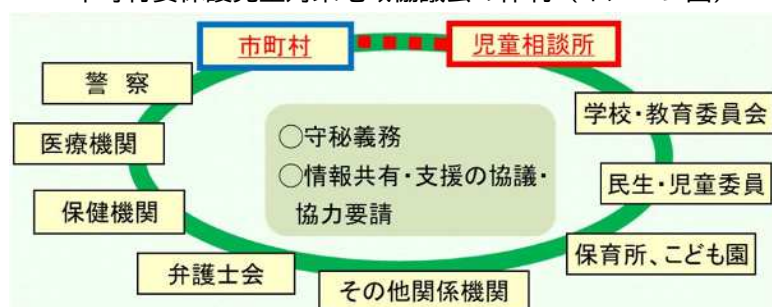 市町村
児童相談所
警 察
学校・教育委員会
医療機関
○守秘義務
○情報共有・支援の協議・
協力要請
民生・児童委員
保健機関
保育所、こども園
弁護士会
その他関係機関